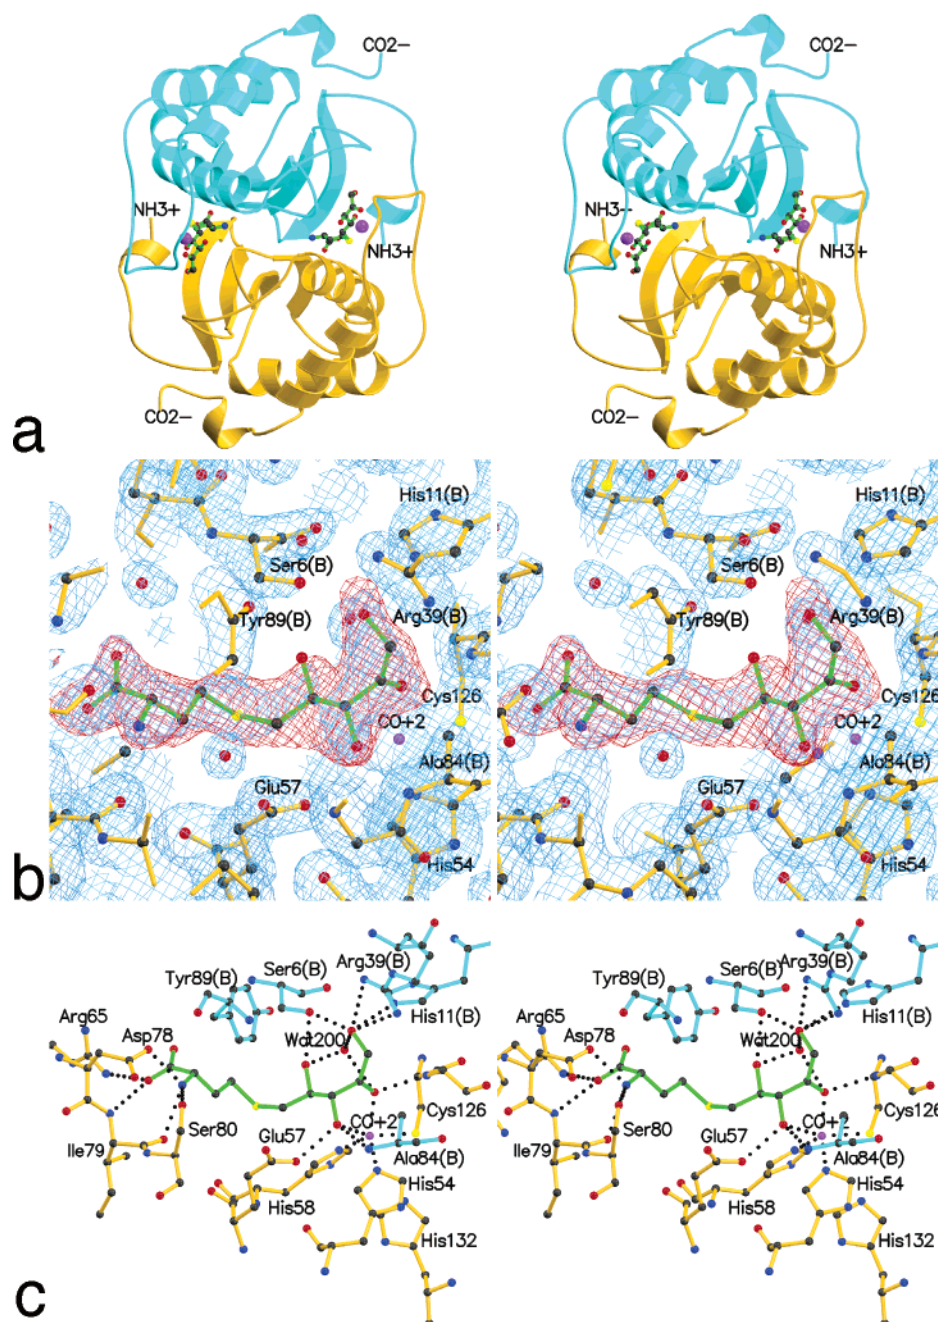 CO2- CO2-
NH3+ NH3-- 
NH3+ NH3+
CO2- CO2-
a
His11(B) His11(B)
Ser6(B) Ser6(B)
Tyr89(B) Arg39(B) Tyr89(B) Arg39(B)
Cys126 Cys126
CO+2 CO+2
Ala84(B) Ala84(B)
Glu57 Glu57
His54 His54
b
Tyr89(B) Ser6(B) Arg39(B) Tyr89(B) Ser6(B) Arg39(B)
Arg65 His11(B) Arg65 His11(B)
Asp78 Wat200 Asp78 Wat200
Cys126 Cys126
Ser80 CO+2 Ser80 CO+
Ile79 Glu57 Ala84(B) Ile79 Glu57 Ala84(B)
His54 His54
His58 His58
His132 His132
c